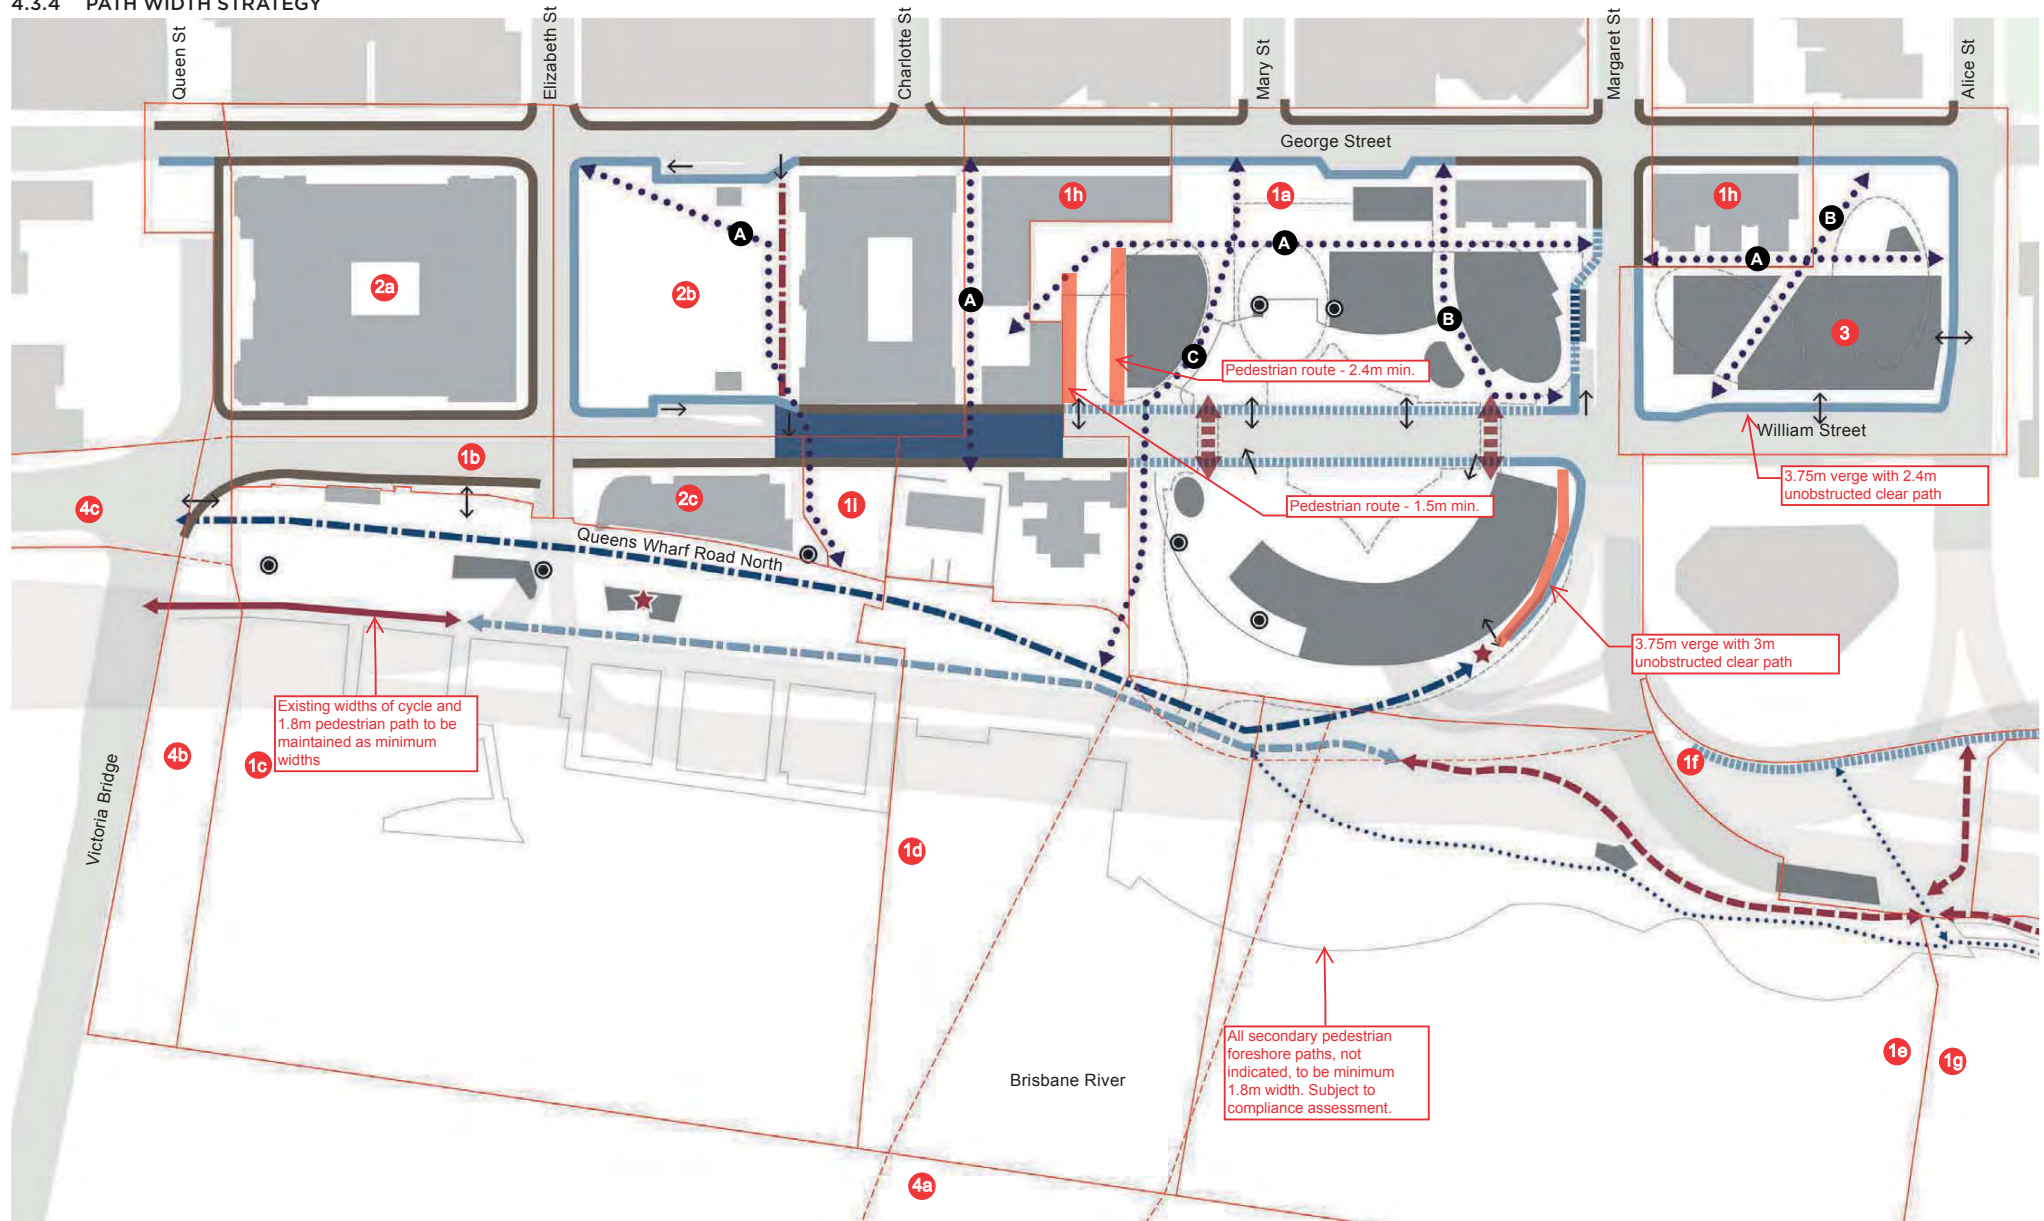 4.3.4 PATH WIDTH STRATEGY
Queen St
Elizabeth St
Charlotte St
Mary St
Margaret St
Alice St
George Street
1h
1a
1h
B
A
A
A
2a
2b
A
B
3
C
Pedestrian route - 2.4m min.
William Street
1b
3.75m verge with 2.4m
unobstructed clear path
4c
2c
1i
Pedestrian route - 1.5m min.
Queens Wharf Road North
3.75m verge with 3m
unobstructed clear path
Existing widths of cycle and
1.8m pedestrian path to be
maintained as minimum
widths
Victoria Bridge
4b
1c
1f
1d
All secondary pedestrian
foreshore paths, not
indicated, to be minimum
1.8m width. Subject to
compliance assessment.
Brisbane River
1e
1g
4a